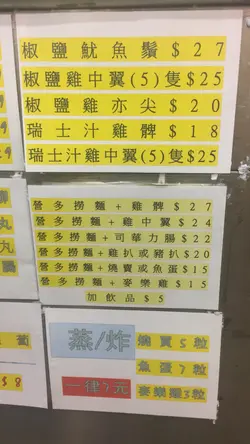 椒鹽魷魚鬚$27
椒鹽雞中翼(5)隻$25
椒鹽雞亦尖$20
瑞士汁雞髀$18
瑞士汁雞中翼(5)隻$25
營多撈麵+雞髀$27
營多撈麵+雞中翼$24
營多撈麵+司華力腸$22
營多撈麵+雞扒或豬扒$20
營多撈麵+燒賣或魚蛋$15
營多撈麵+麥樂雞$15
加飲品$5
丸
丸
腸
蒸/炸
燒買5粒
一律7元
魚蛋7粒
麥樂雞3粒